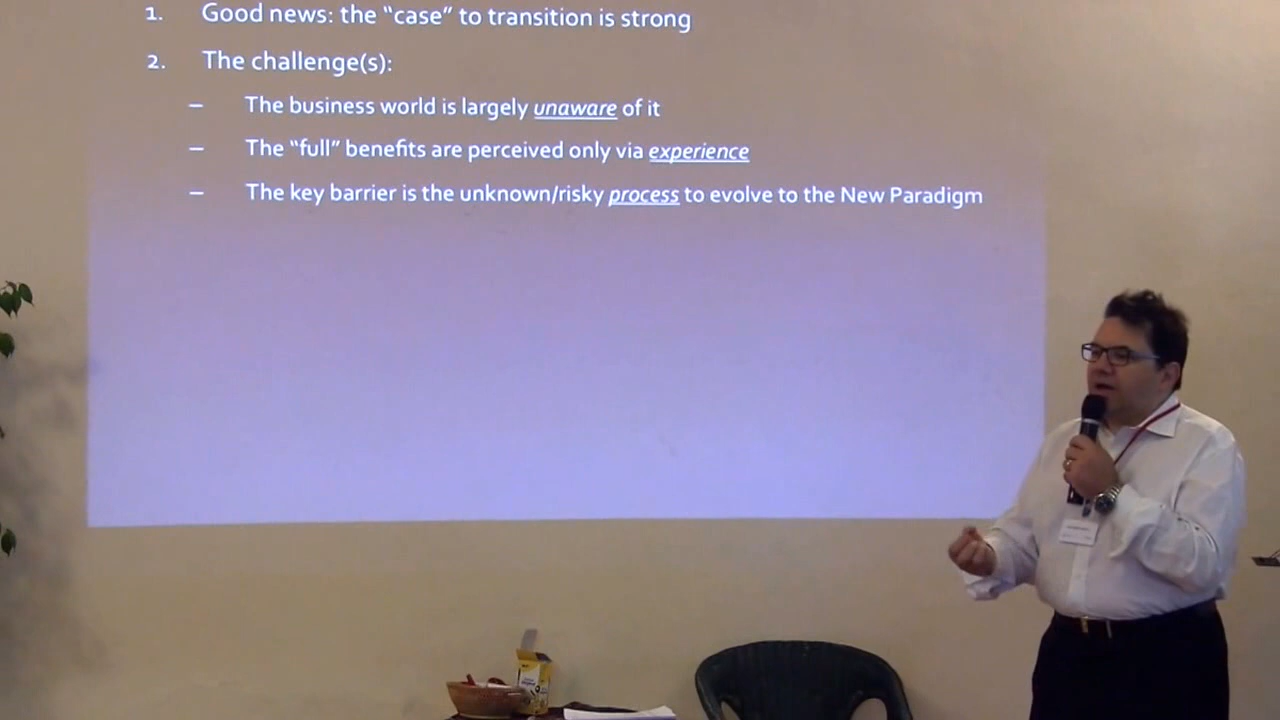 1. Good news: the “case” to transition is strong
2. The challenge(s):
– The business world is largely unaware of it
– The “full” benefits are perceived only via experience
– The key barrier is the unknown/risky process to evolve to the New Paradigm